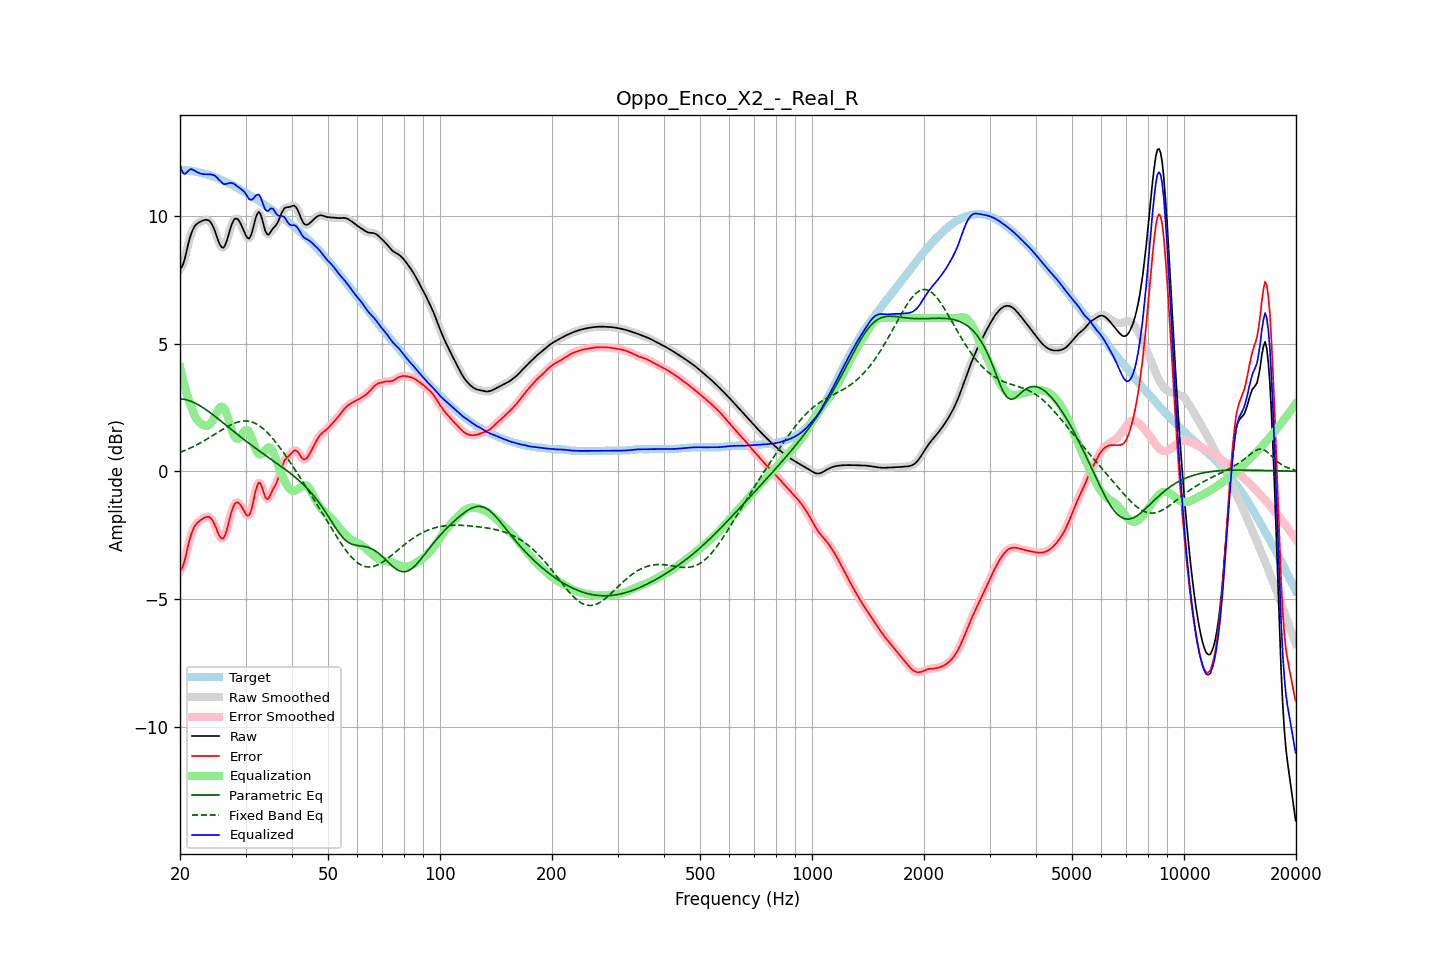 Oppo_Enco_X2_-_Real_R
Amplitude (dBr)
10
5
0
−5
−10
Target
Raw Smoothed
Error Smoothed
Raw
Error
Equalization
Parametric Eq
Fixed Band Eq
Equalized
20 50 100 200 500 1000 2000 5000 10000 20000
Frequency (Hz)